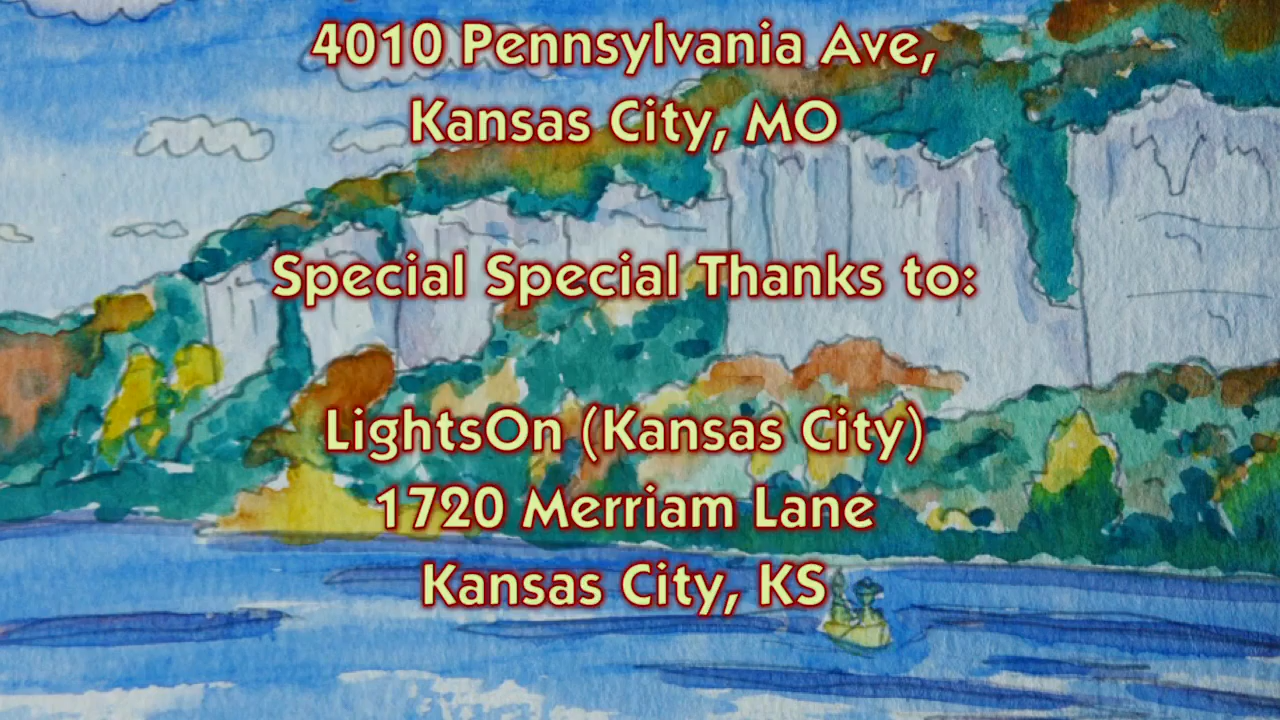 4010 Pennsylvania Ave,
Kansas City, MO
Special Special Thanks to:
LightsOn (Kansas City)
1720 Merriam Lane
Kansas City, KS